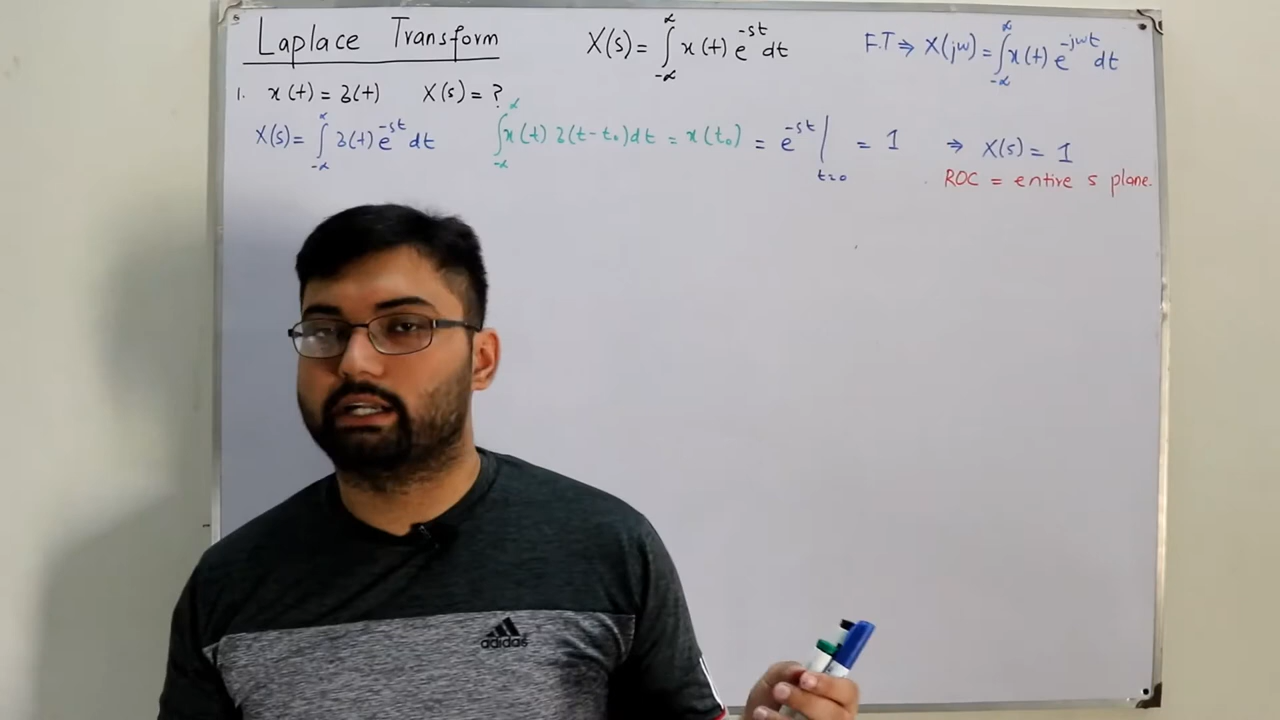 Laplace Transform
X(s) = ∫_{-∞}^{∞} x(t) e^{-st} dt
F.T ⇒ X(jω) = ∫_{-∞}^{∞} x(t) e^{-jωt} dt
1. x(t) = δ(t) X(s) = ?
X(s) = ∫_{-∞}^{∞} δ(t) e^{-st} dt
∫_{-∞}^{∞} x(t) δ(t-t₀) dt = x(t₀) = e^{-st}|_{t=0} = 1 ⇒ X(s) = 1
ROC = entire s plane.
adidas